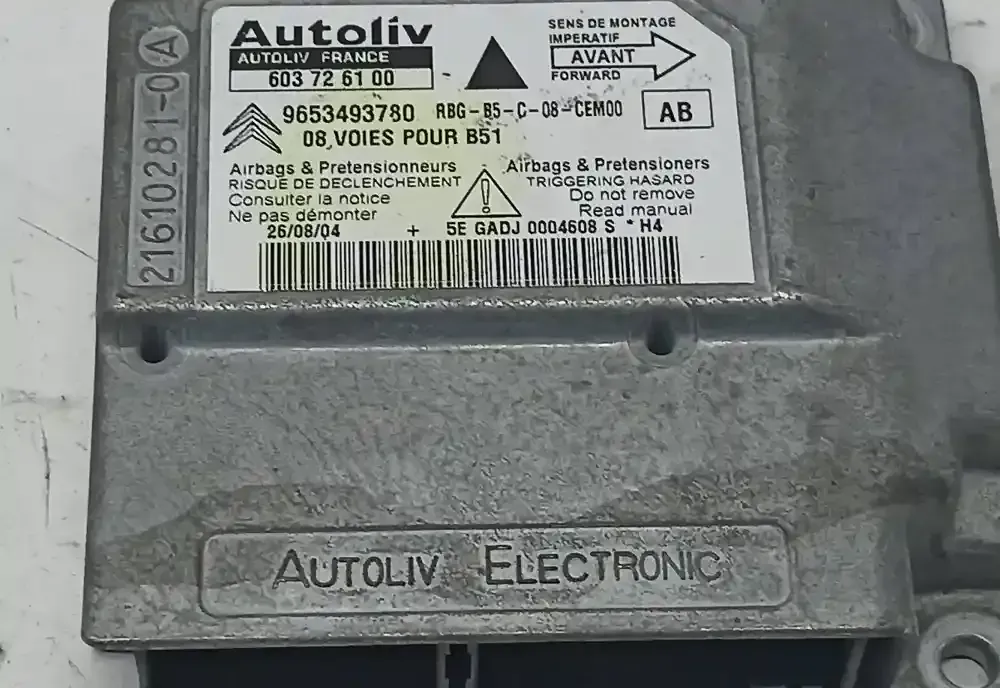 Autoliv
AUTOLIV FRANCE
603 72 61 00
SENS DE MONTAGE
IMPERATIF
AVANT
FORWARD
9653493780 RBG-B5-C-08-CEM00
AB
08 VOIES POUR B51
Airbags & Pretensionneurs
RISQUE DE DECLENCHEMENT
Consulter la notice
Ne pas démonter
Airbags & Pretensioners
TRIGGERING HASARD
Do not remove
Read manual
26/08/04 + 5E GADJ 0004608 S * H4
21610281-0 A
AUTOLIV ELECTRONIC